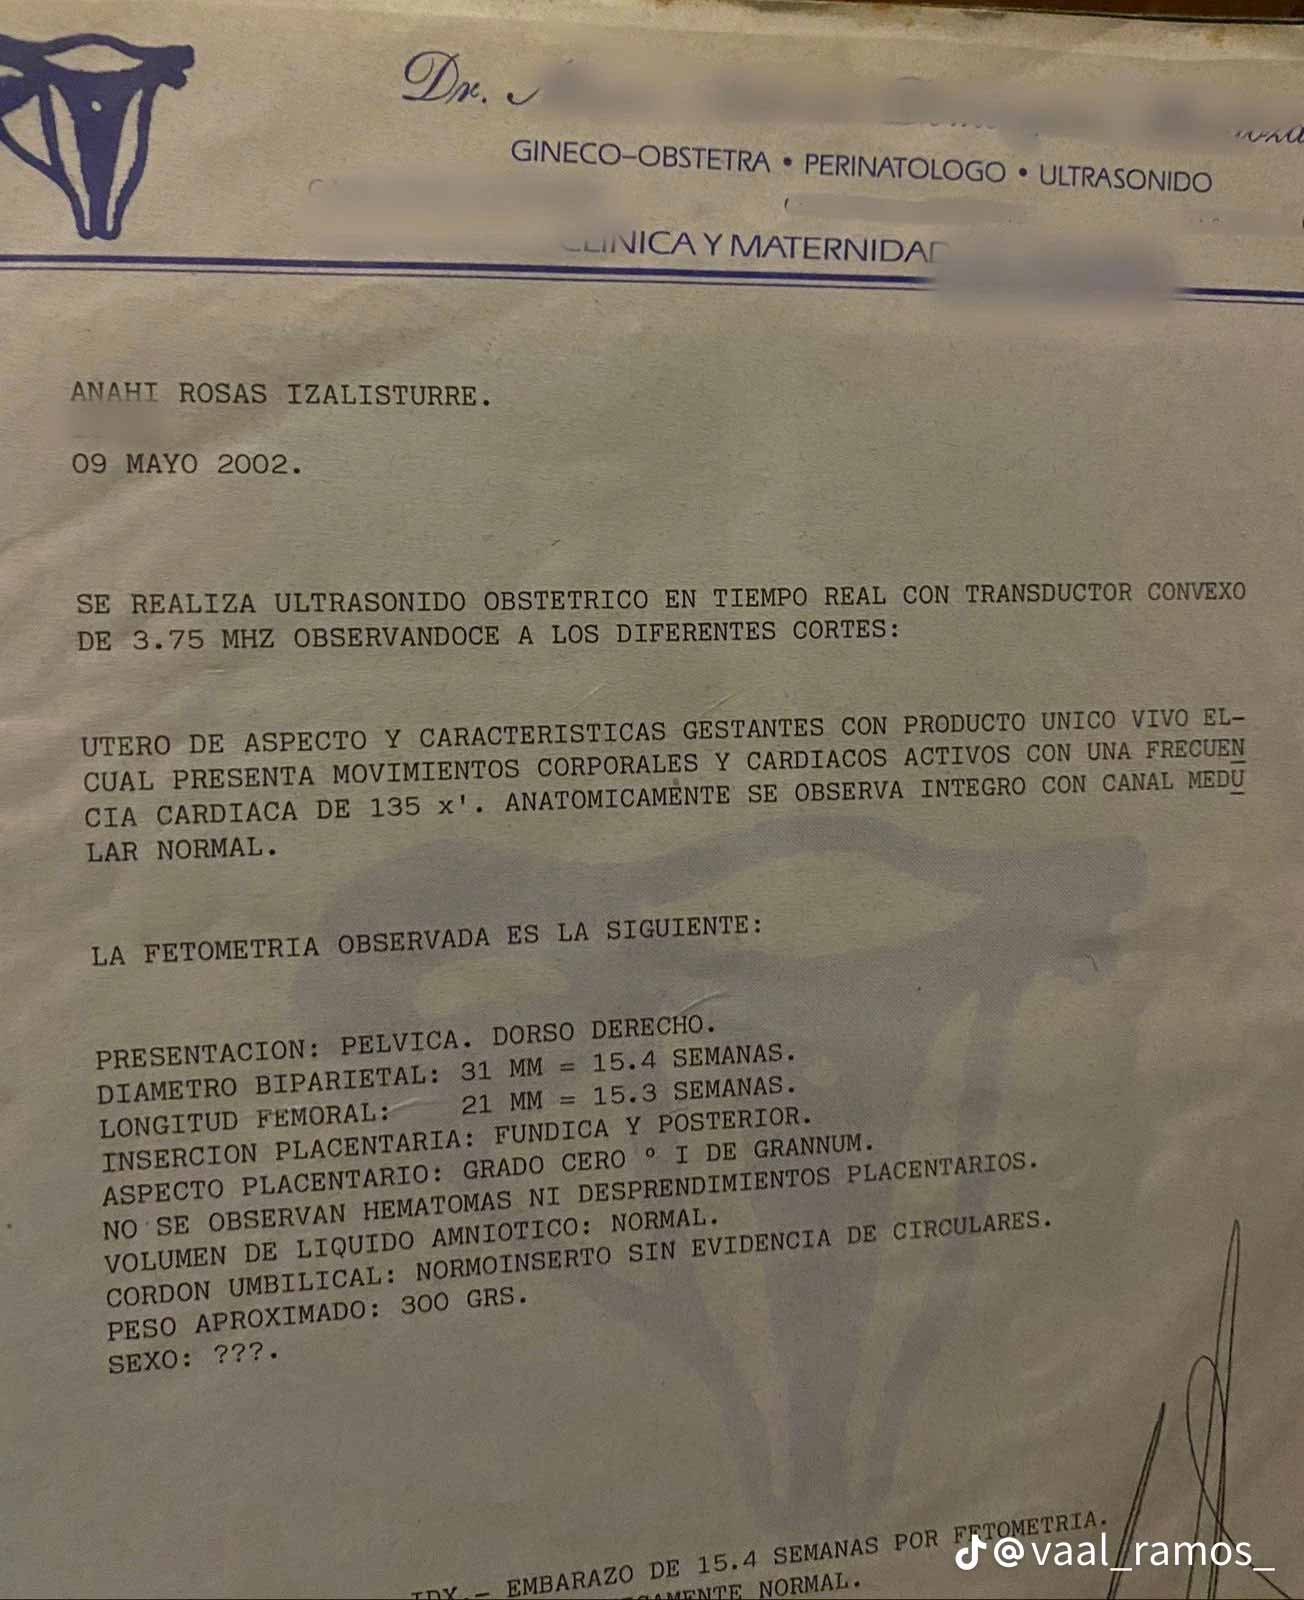 Dr.
GINECO-OBSTETRA • PERINATOLOGO • ULTRASONIDO
CLINICA Y MATERNIDAD
ANAHI ROSAS IZALISTURRE.
09 MAYO 2002.
SE REALIZA ULTRASONIDO OBSTETRICO EN TIEMPO REAL CON TRANSDUCTOR CONVEXO
DE 3.75 MHZ OBSERVANDOCE A LOS DIFERENTES CORTES:
UTERO DE ASPECTO Y CARACTERISTICAS GESTANTES CON PRODUCTO UNICO VIVO EL-
CUAL PRESENTA MOVIMIENTOS CORPORALES Y CARDIACOS ACTIVOS CON UNA FRECUEN
CIA CARDIACA DE 135 x'. ANATOMICAMENTE SE OBSERVA INTEGRO CON CANAL MEDU
LAR NORMAL.
LA FETOMETRIA OBSERVADA ES LA SIGUIENTE:
PRESENTACION: PELVICA. DORSO DERECHO.
DIAMETRO BIPARIETAL: 31 MM = 15.4 SEMANAS.
LONGITUD FEMORAL: 21 MM = 15.3 SEMANAS.
INSERCION PLACENTARIA: FUNDICA Y POSTERIOR.
ASPECTO PLACENTARIO: GRADO CERO º I DE GRANNUM.
NO SE OBSERVAN HEMATOMAS NI DESPRENDIMIENTOS PLACENTARIOS.
VOLUMEN DE LIQUIDO AMNIOTICO: NORMAL.
CORDON UMBILICAL: NORMOINSERTO SIN EVIDENCIA DE CIRCULARES.
PESO APROXIMADO: 300 GRS.
SEXO: ???.
IDX.- EMBARAZO DE 15.4 SEMANAS POR FETOMETRIA.
NORMAL.
@vaal_ramos_